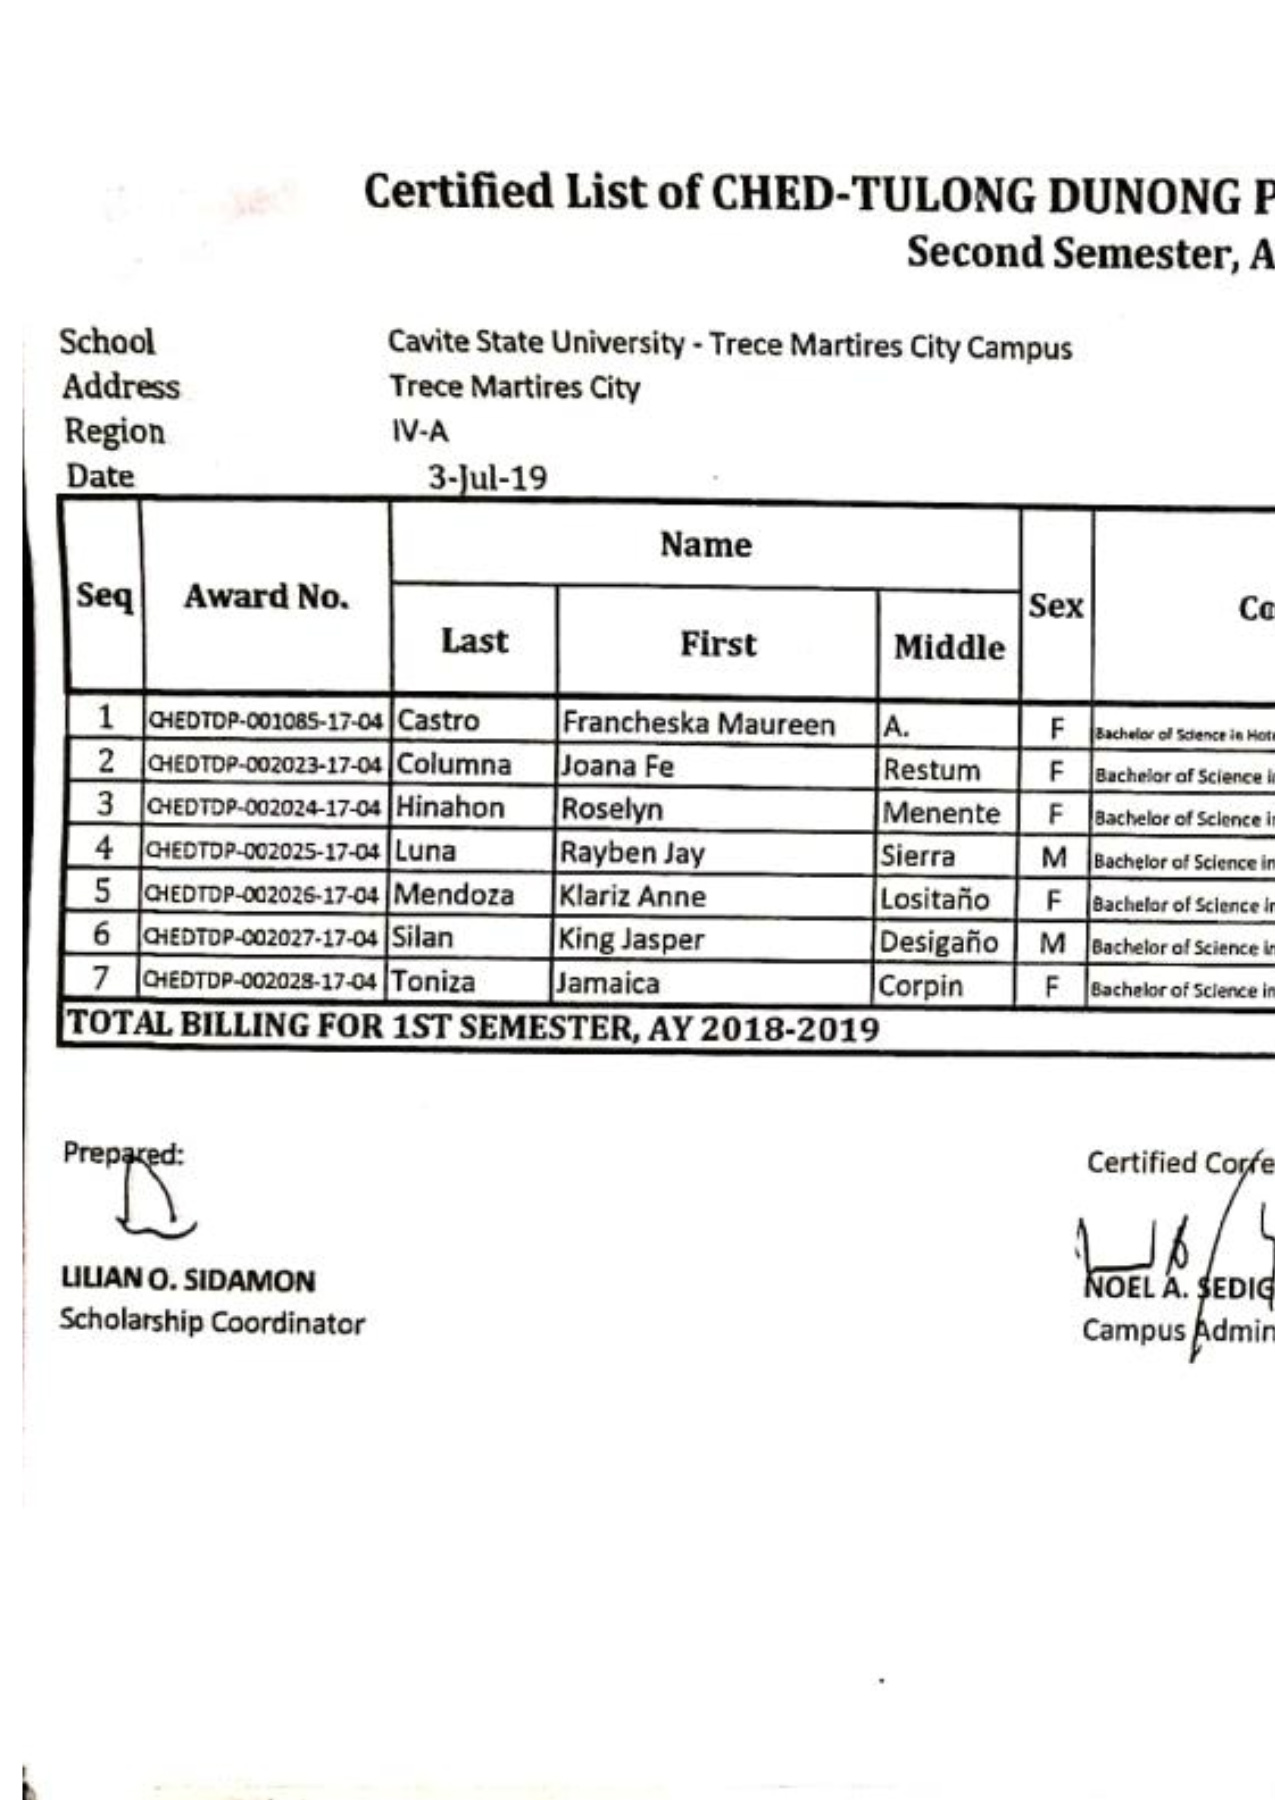 Certified List of CHED-TULONG DUNONG P
Second Semester, A
School Cavite State University - Trece Martires City Campus
Address Trece Martires City
Region IV-A
Date 3-Jul-19
Seq Award No. Name Sex Co
Last First Middle
1 CHEDTDP-001085-17-04 Castro Francheska Maureen A. F Bachelor of Science in Hot
2 CHEDTDP-002023-17-04 Columna Joana Fe Restum F Bachelor of Science i
3 CHEDTDP-002024-17-04 Hinahon Roselyn Menente F Bachelor of Science i
4 CHEDTDP-002025-17-04 Luna Rayben Jay Sierra M Bachelor of Science in
5 CHEDTDP-002026-17-04 Mendoza Klariz Anne Lositaño F Bachelor of Science in
6 CHEDTDP-002027-17-04 Silan King Jasper Desigaño M Bachelor of Science in
7 CHEDTDP-002028-17-04 Toniza Jamaica Corpin F Bachelor of Science in
TOTAL BILLING FOR 1ST SEMESTER, AY 2018-2019
Prepared:
Certified Corre
LILIAN O. SIDAMON
NOEL A. SEDIG
Scholarship Coordinator
Campus Admin